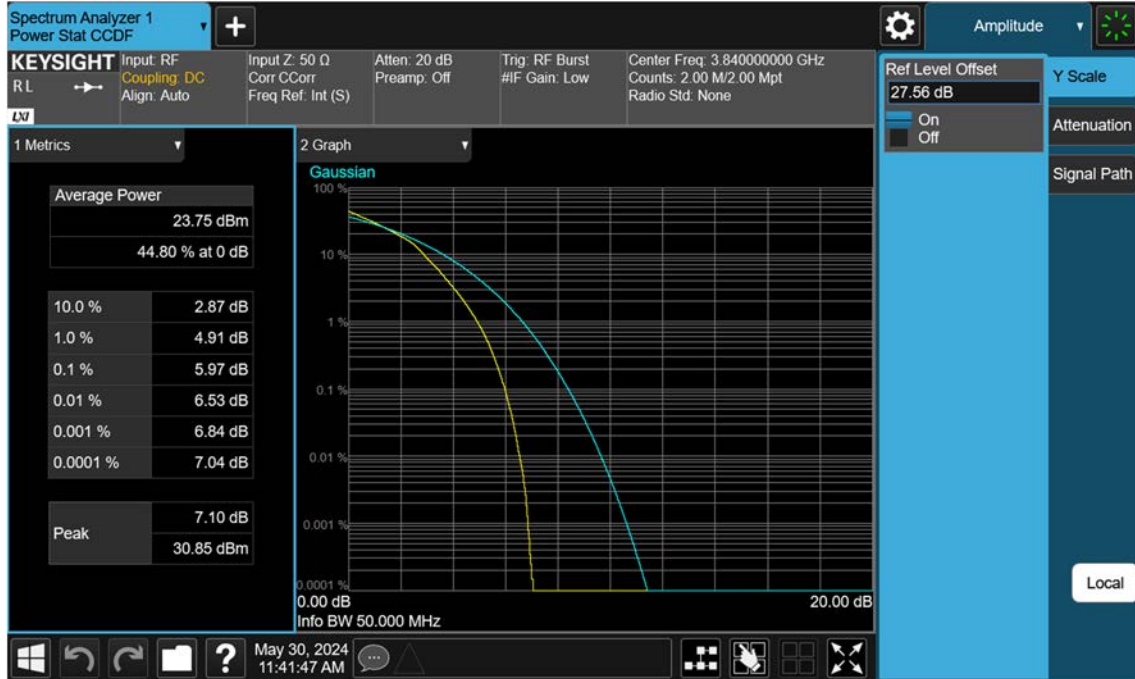 Spectrum Analyzer 1
Power Stat CCDF
+
Amplitude
KEYSIGHT
R L
LXI
Input: RF
Coupling: DC
Align: Auto
Input Z: 50 Ω
Corr CCorr
Freq Ref: Int (S)
Atten: 20 dB
Preamp: Off
Trig: RF Burst
#IF Gain: Low
Center Freq: 3.840000000 GHz
Counts: 2.00 M/2.00 Mpt
Radio Std: None
Ref Level Offset
27.56 dB
On
Off
Y Scale
Attenuation
Signal Path
Local
1 Metrics
Average Power
23.75 dBm
44.80 % at 0 dB
10.0 % 2.87 dB
1.0 % 4.91 dB
0.1 % 5.97 dB
0.01 % 6.53 dB
0.001 % 6.84 dB
0.0001 % 7.04 dB
Peak
7.10 dB
30.85 dBm
2 Graph
Gaussian
100 %
10 %
1 %
0.1 %
0.01 %
0.001 %
0.0001 %
0.00 dB 20.00 dB
Info BW 50.000 MHz
?
May 30, 2024
11:41:47 AM